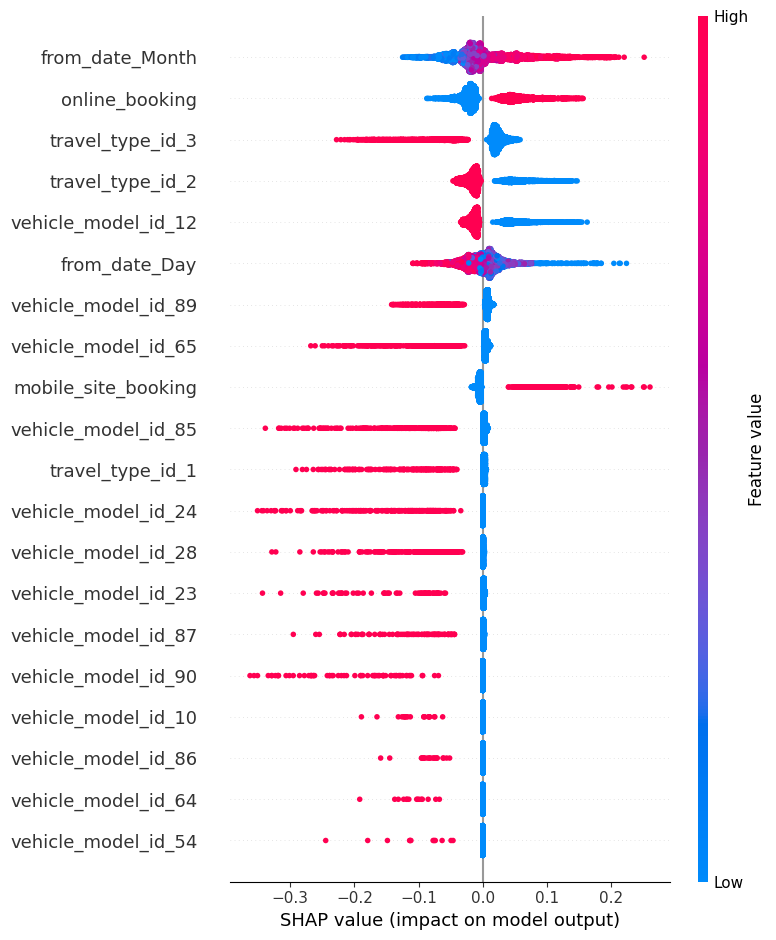 High
from_date_Month
online_booking
travel_type_id_3
travel_type_id_2
vehicle_model_id_12
from_date_Day
vehicle_model_id_89
vehicle_model_id_65
mobile_site_booking
vehicle_model_id_85
travel_type_id_1
vehicle_model_id_24
vehicle_model_id_28
vehicle_model_id_23
vehicle_model_id_87
vehicle_model_id_90
vehicle_model_id_10
vehicle_model_id_86
vehicle_model_id_64
vehicle_model_id_54
Feature value
Low
−0.3 −0.2 −0.1 0.0 0.1 0.2
SHAP value (impact on model output)